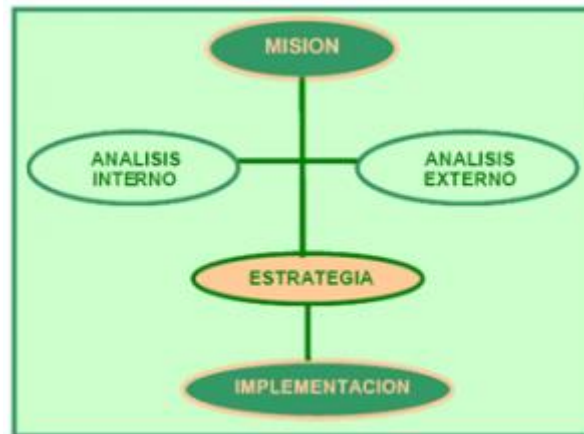 MISION
ANALISIS
INTERNO
ANALISIS
EXTERNO
ESTRATEGIA
IMPLEMENTACION